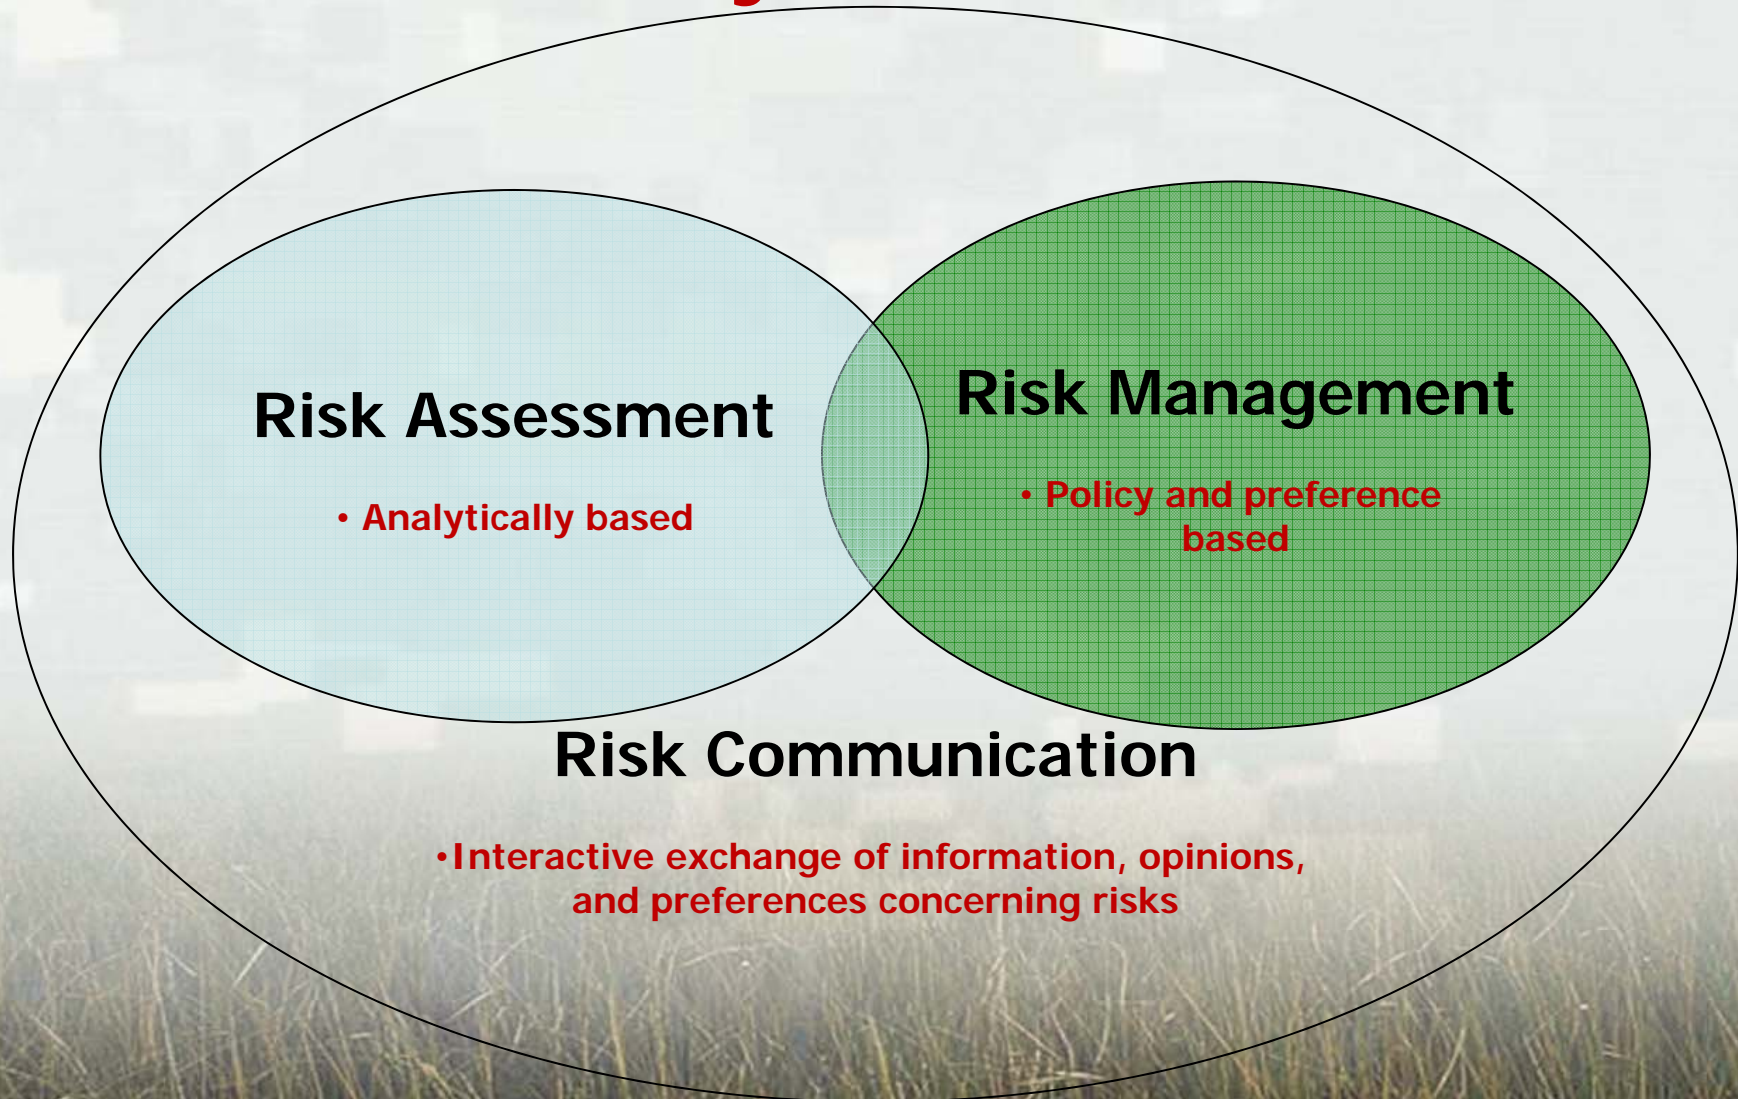 Risk Assessment
• Analytically based
Risk Management
• Policy and preference
based
Risk Communication
•Interactive exchange of information, opinions,
and preferences concerning risks